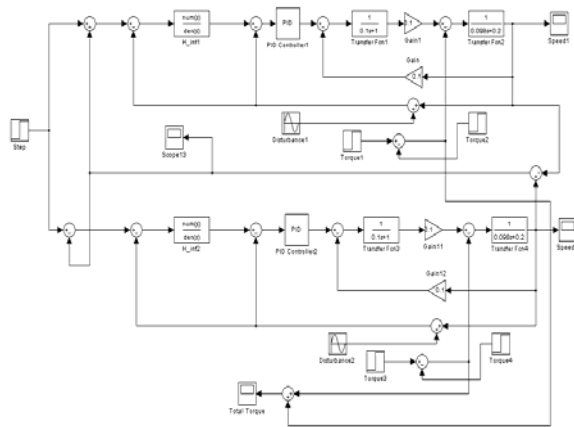 num(s)
den(s)
H_inf1
PID
PID Controller1
1
0.1s+1
Transfer Fcn1
0.1
Gain1
1
0.098s+0.2
Transfer Fcn2
Speed1
Gain
0.1
Disturbance1
Torque1
Torque2
Step
Scope13
num(s)
den(s)
H_inf2
PID
PID Controller2
1
0.1s+1
Transfer Fcn3
0.1
Gain11
1
0.098s+0.2
Transfer Fcn4
Speed
Gain12
0.1
Disturbance2
Torque3
Torque4
Total Torque